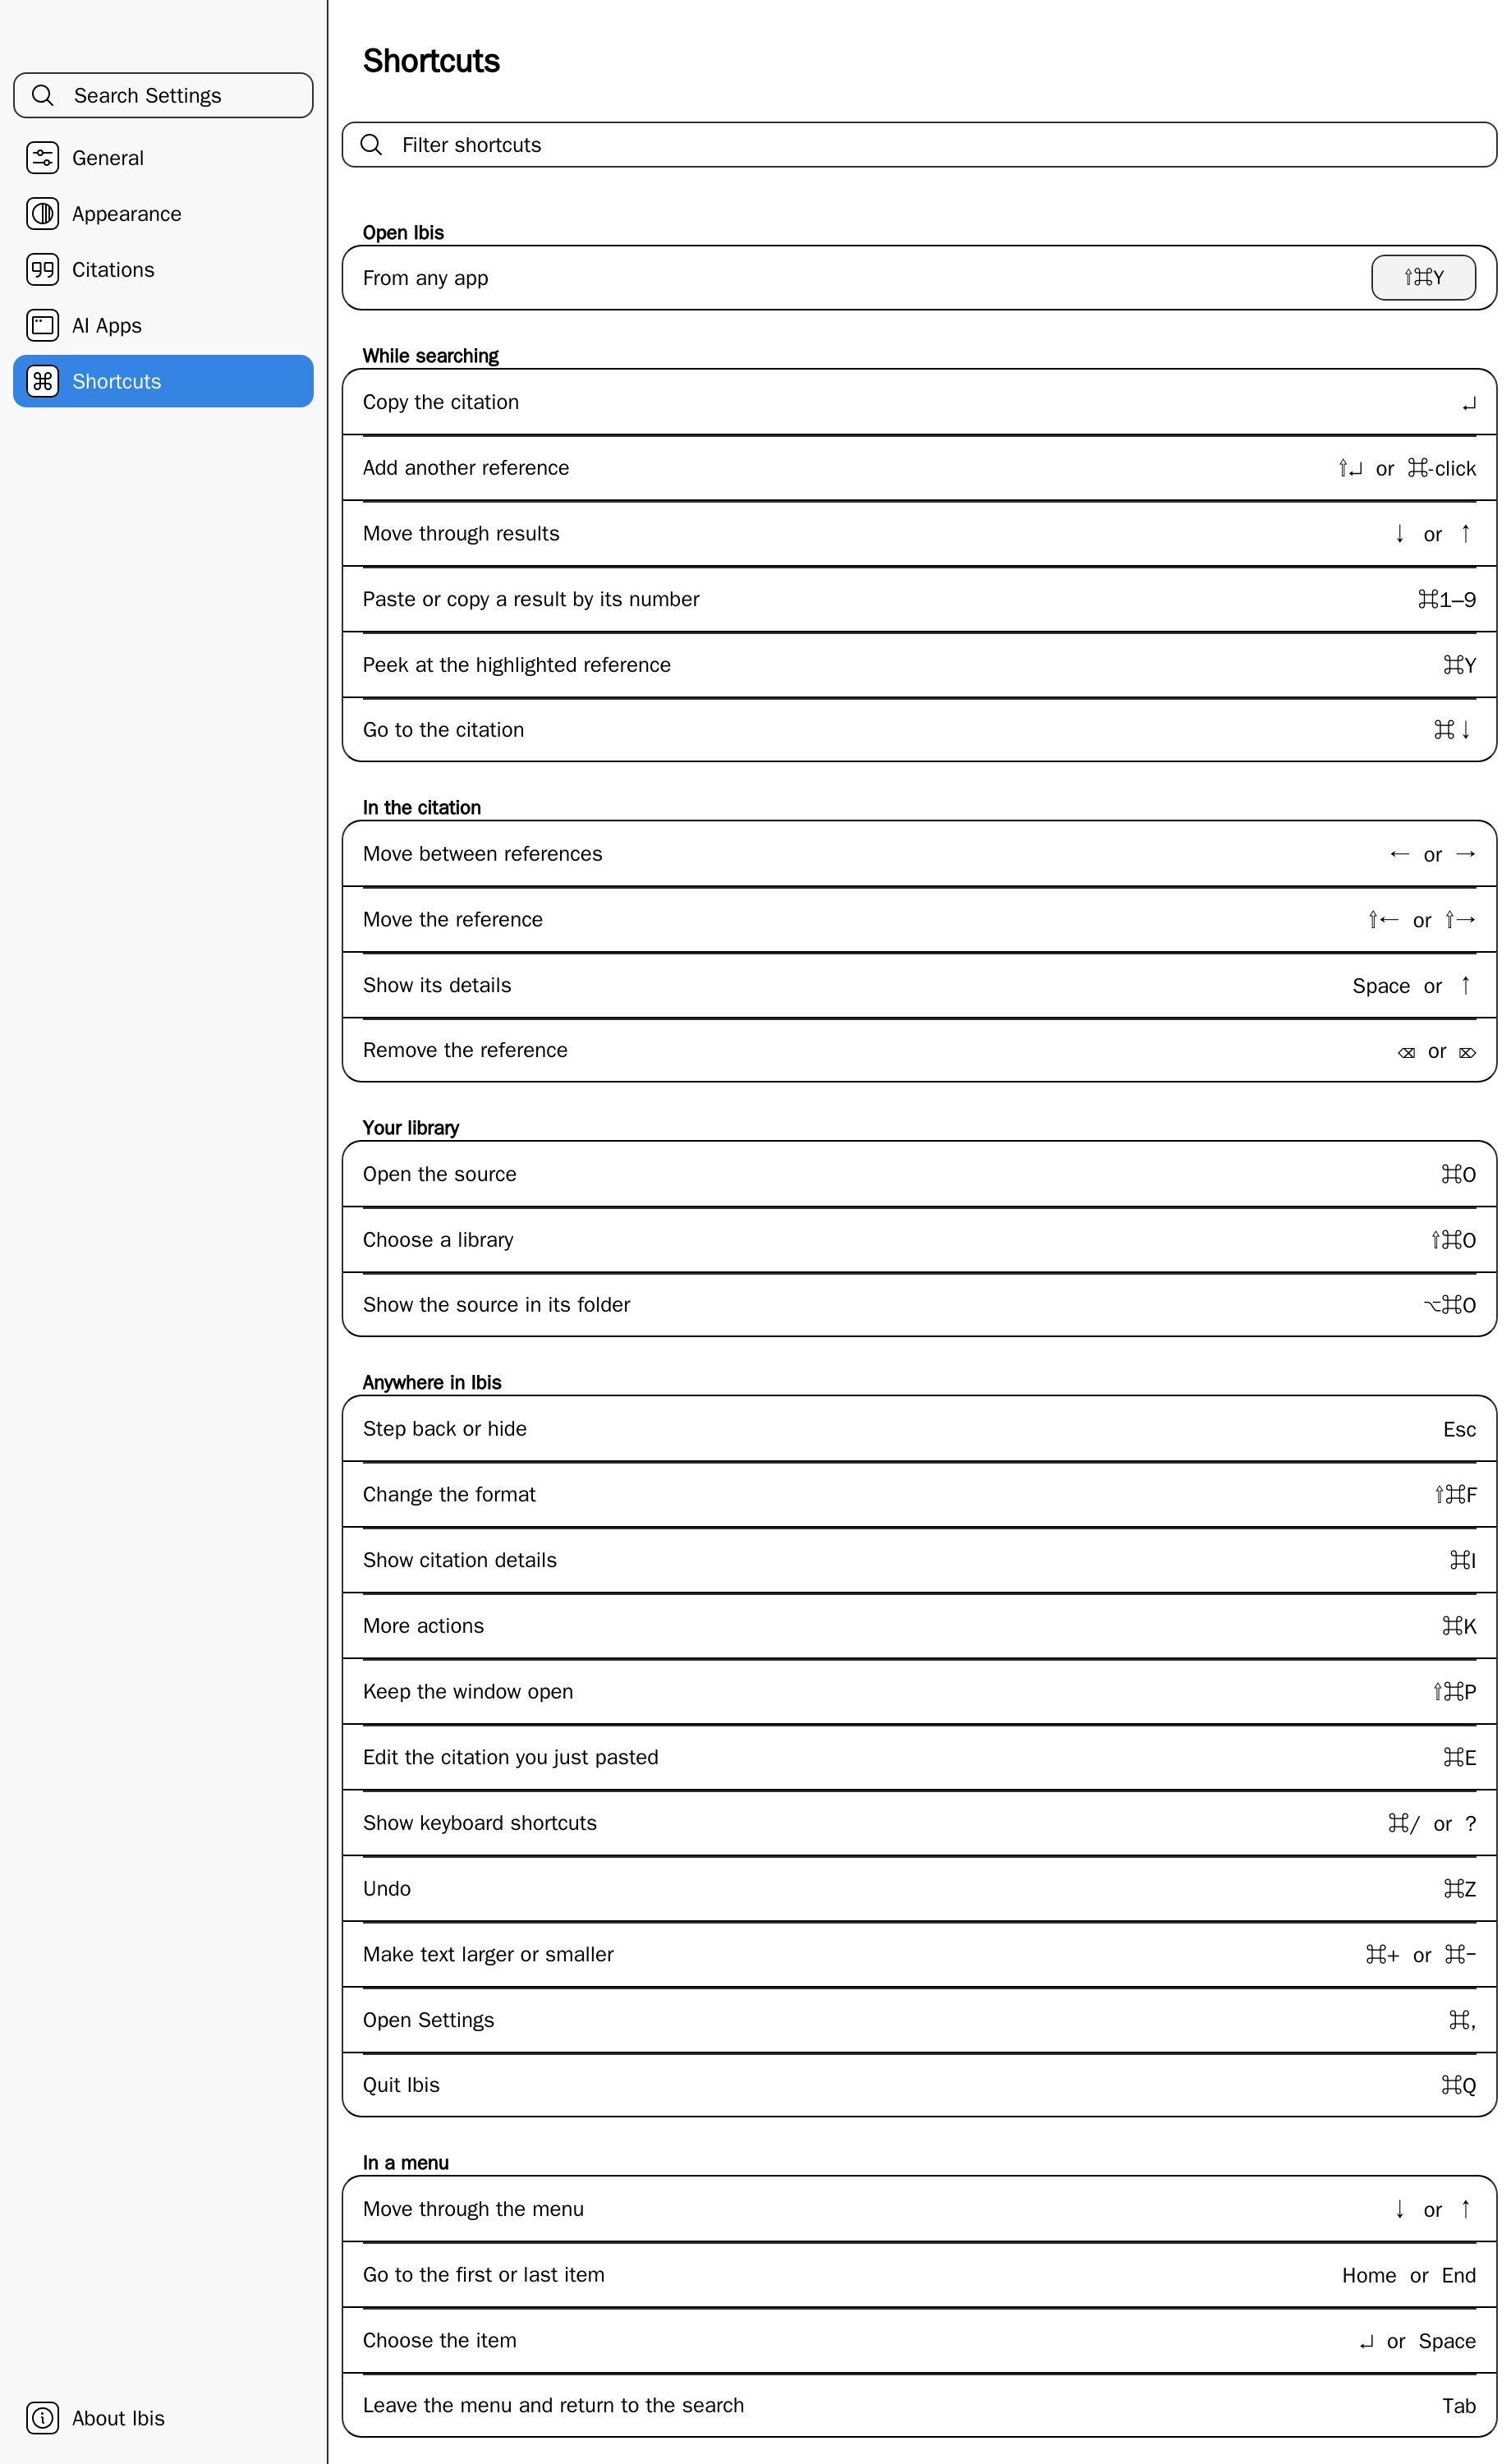 Shortcuts
Search Settings
General
Appearance
Citations
AI Apps
Shortcuts
About Ibis
Filter shortcuts
Open Ibis
From any app ⇧⌘Y
While searching
Copy the citation ↵
Add another reference ⇧↵ or ⌘-click
Move through results ↓ or ↑
Paste or copy a result by its number ⌘1–9
Peek at the highlighted reference ⌘Y
Go to the citation ⌘↓
In the citation
Move between references ← or →
Move the reference ⇧← or ⇧→
Show its details Space or ↑
Remove the reference ⌫ or ⌦
Your library
Open the source ⌘O
Choose a library ⇧⌘O
Show the source in its folder ⌥⌘O
Anywhere in Ibis
Step back or hide Esc
Change the format ⇧⌘F
Show citation details ⌘I
More actions ⌘K
Keep the window open ⇧⌘P
Edit the citation you just pasted ⌘E
Show keyboard shortcuts ⌘/ or ?
Undo ⌘Z
Make text larger or smaller ⌘+ or ⌘−
Open Settings ⌘,
Quit Ibis ⌘Q
In a menu
Move through the menu ↓ or ↑
Go to the first or last item Home or End
Choose the item ↵ or Space
Leave the menu and return to the search Tab